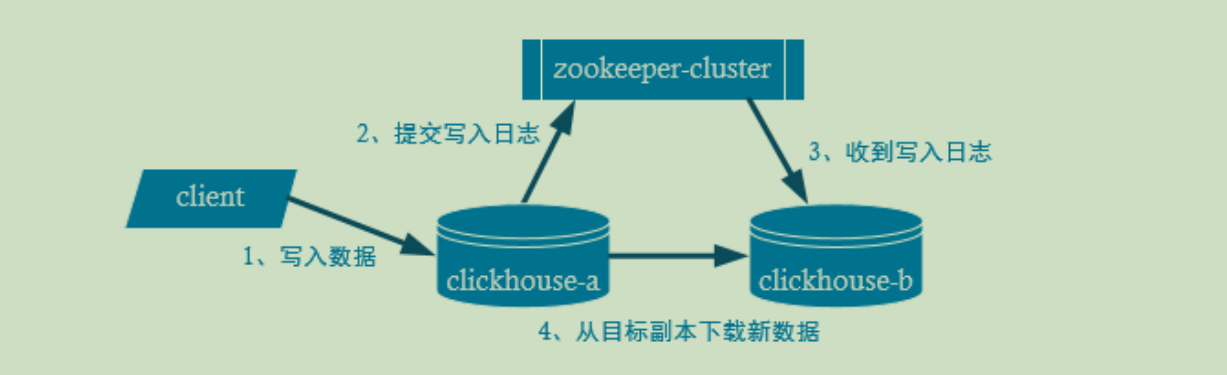 zookeeper-cluster
2、提交写入日志
3、收到写入日志
client
1、写入数据
clickhouse-a
clickhouse-b
4、从目标副本下载新数据